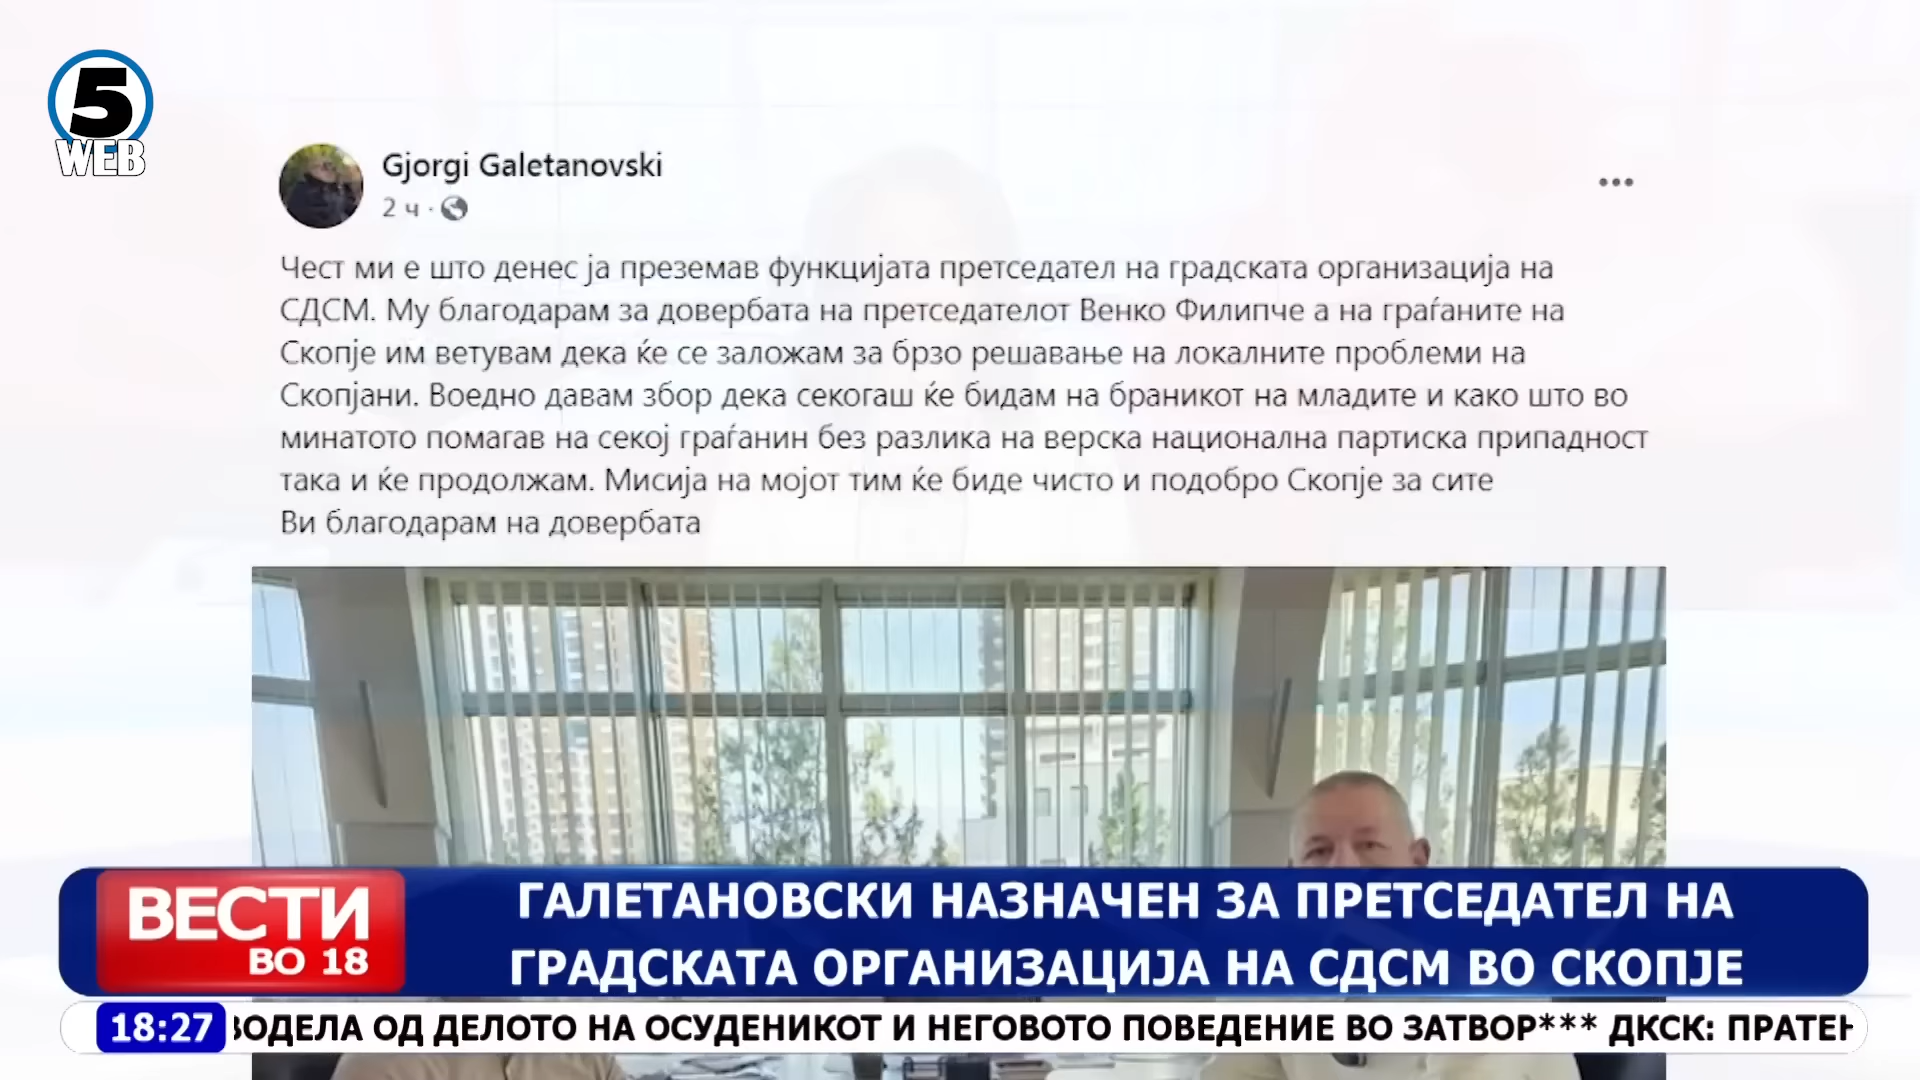 5
WEB
Gjorgi Galetanovski
2 ч ·
Чест ми е што денес ја преземав функцијата претседател на градската организација на
СДСМ. Му благодарам за довербата на претседателот Венко Филипче а на граѓаните на
Скопје им ветувам дека ќе се заложам за брзо решавање на локалните проблеми на
Скопјани. Воедно давам збор дека секогаш ќе бидам на браникот на младите и како што во
минатото помагав на секој граѓанин без разлика на верска национална партиска припадност
така и ќе продолжам. Мисија на мојот тим ќе биде чисто и подобро Скопје за сите
Ви благодарам на довербата
ВЕСТИ
ВО 18
ГАЛЕТАНОВСКИ НАЗНАЧЕН ЗА ПРЕТСЕДАТЕЛ НА
ГРАДСКАТА ОРГАНИЗАЦИЈА НА СДСМ ВО СКОПЈЕ
18:27 ОД ДЕЛОТО НА ОСУДЕНИКОТ И НЕГОВОТО ПОВЕДЕНИЕ ВО ЗАТВОР*** ДКСК: